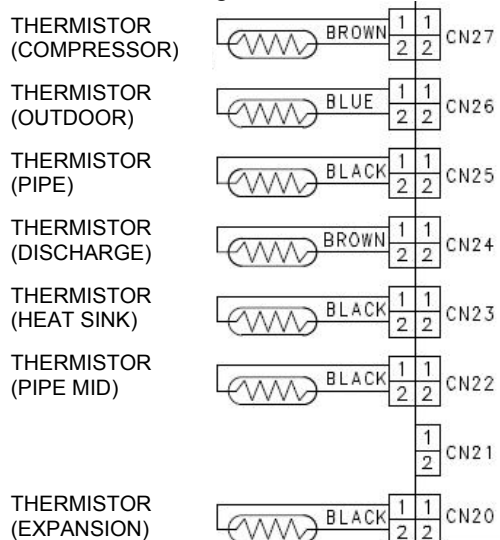 THERMISTOR
(COMPRESSOR)
BROWN 1 1 CN27
2 2
THERMISTOR
(OUTDOOR)
BLUE 1 1 CN26
2 2
THERMISTOR
(PIPE)
BLACK 1 1 CN25
2 2
THERMISTOR
(DISCHARGE)
BROWN 1 1 CN24
2 2
THERMISTOR
(HEAT SINK)
BLACK 1 1 CN23
2 2
THERMISTOR
(PIPE MID)
BLACK 1 1 CN22
2 2
1 CN21
2
THERMISTOR
(EXPANSION)
BLACK 1 1 CN20
2 2